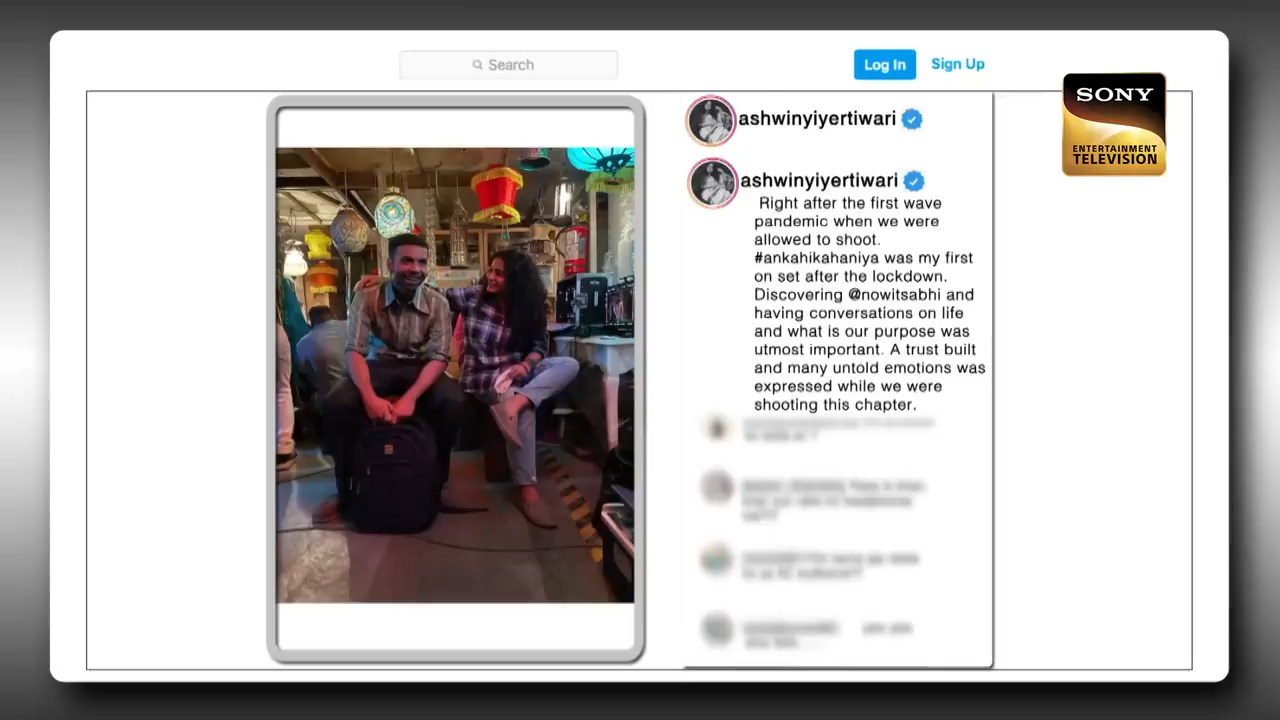 Search
Log In
Sign Up
SONY
ENTERTAINMENT
TELEVISION
ashwinyiyertiwari
ashwinyiyertiwari
Right after the first wave
pandemic when we were
allowed to shoot.
#ankahikahaniya was my first
on set after the lockdown.
Discovering @nowitsabhi and
having conversations on life
and what is our purpose was
utmost important. A trust built
and many untold emotions was
expressed while we were
shooting this chapter.